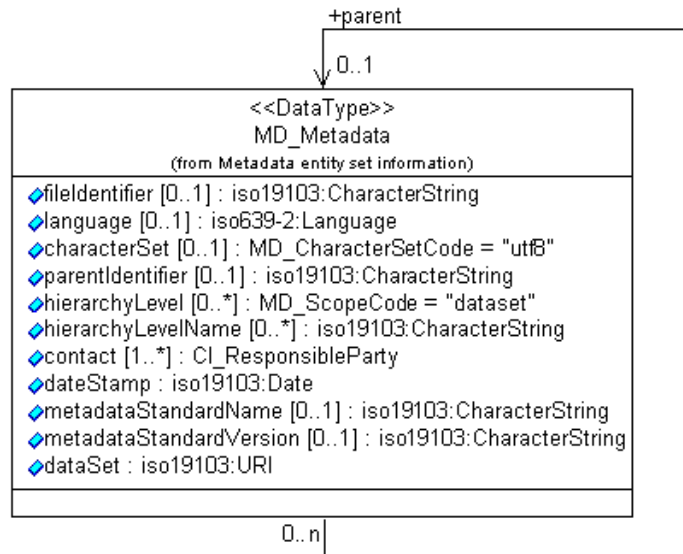 +parent
0..1
<<DataType>>
MD_Metadata
(from Metadata entity set information)
fileIdentifier [0..1] : iso19103:CharacterString
language [0..1] : iso639-2:Language
characterSet [0..1] : MD_CharacterSetCode = "utf8"
parentIdentifier [0..1] : iso19103:CharacterString
hierarchyLevel [0..*] : MD_ScopeCode = "dataset"
hierarchyLevelName [0..*] : iso19103:CharacterString
contact [1..*] : CI_ResponsibleParty
dateStamp : iso19103:Date
metadataStandardName [0..1] : iso19103:CharacterString
metadataStandardVersion [0..1] : iso19103:CharacterString
dataSet : iso19103:URI
0..n